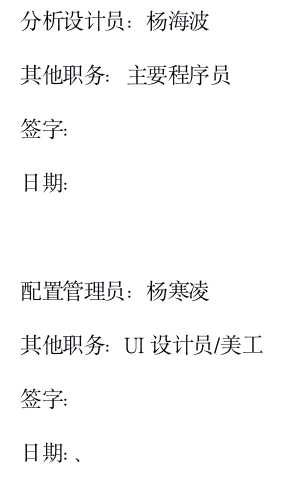 分析设计员：杨海波
其他职务： 主要程序员
签字:
日期:
配置管理员：杨寒凌
其他职务：UI 设计员/美工
签字:
日期:、